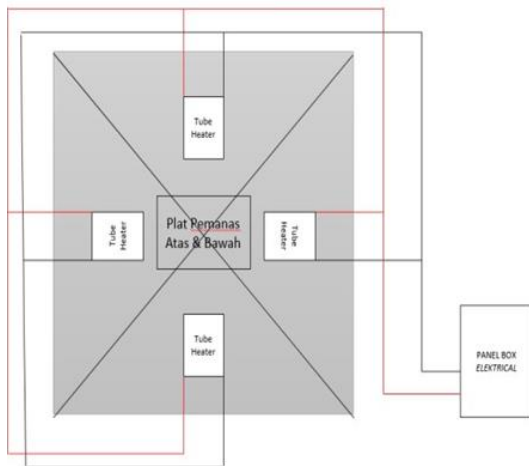 Tube
Heater
Tube
Heater
Plat Pemanas
Atas & Bawah
Tube
Heater
Tube
Heater
PANEL BOX
ELEKTRICAL